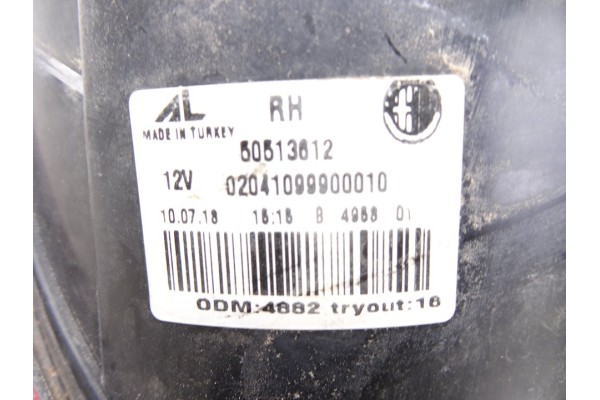 AL RH
MADE IN TURKEY
50513612
12V 02041099900010
10.07.18 15:15 B 4958 01
ODM:4882 tryout:16